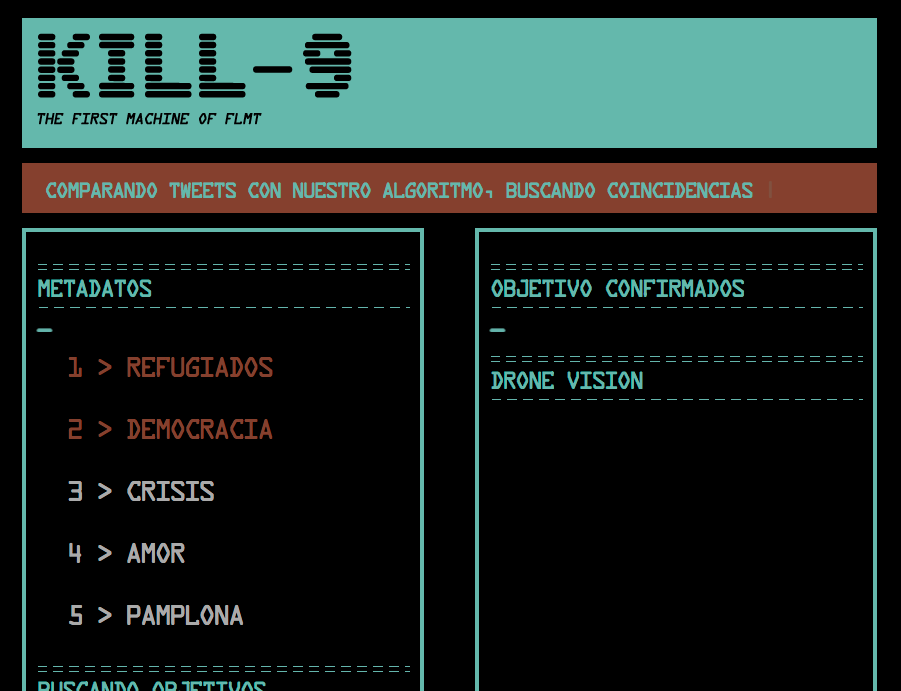 KILL-9
THE FIRST MACHINE OF FLMT
COMPARANDO TWEETS CON NUESTRO ALGORITMO, BUSCANDO COINCIDENCIAS
METADATOS
1 > REFUGIADOS
2 > DEMOCRACIA
3 > CRISIS
4 > AMOR
5 > PAMPLONA
BUSCANDO OBJETIVOS
OBJETIVO CONFIRMADOS
DRONE VISION